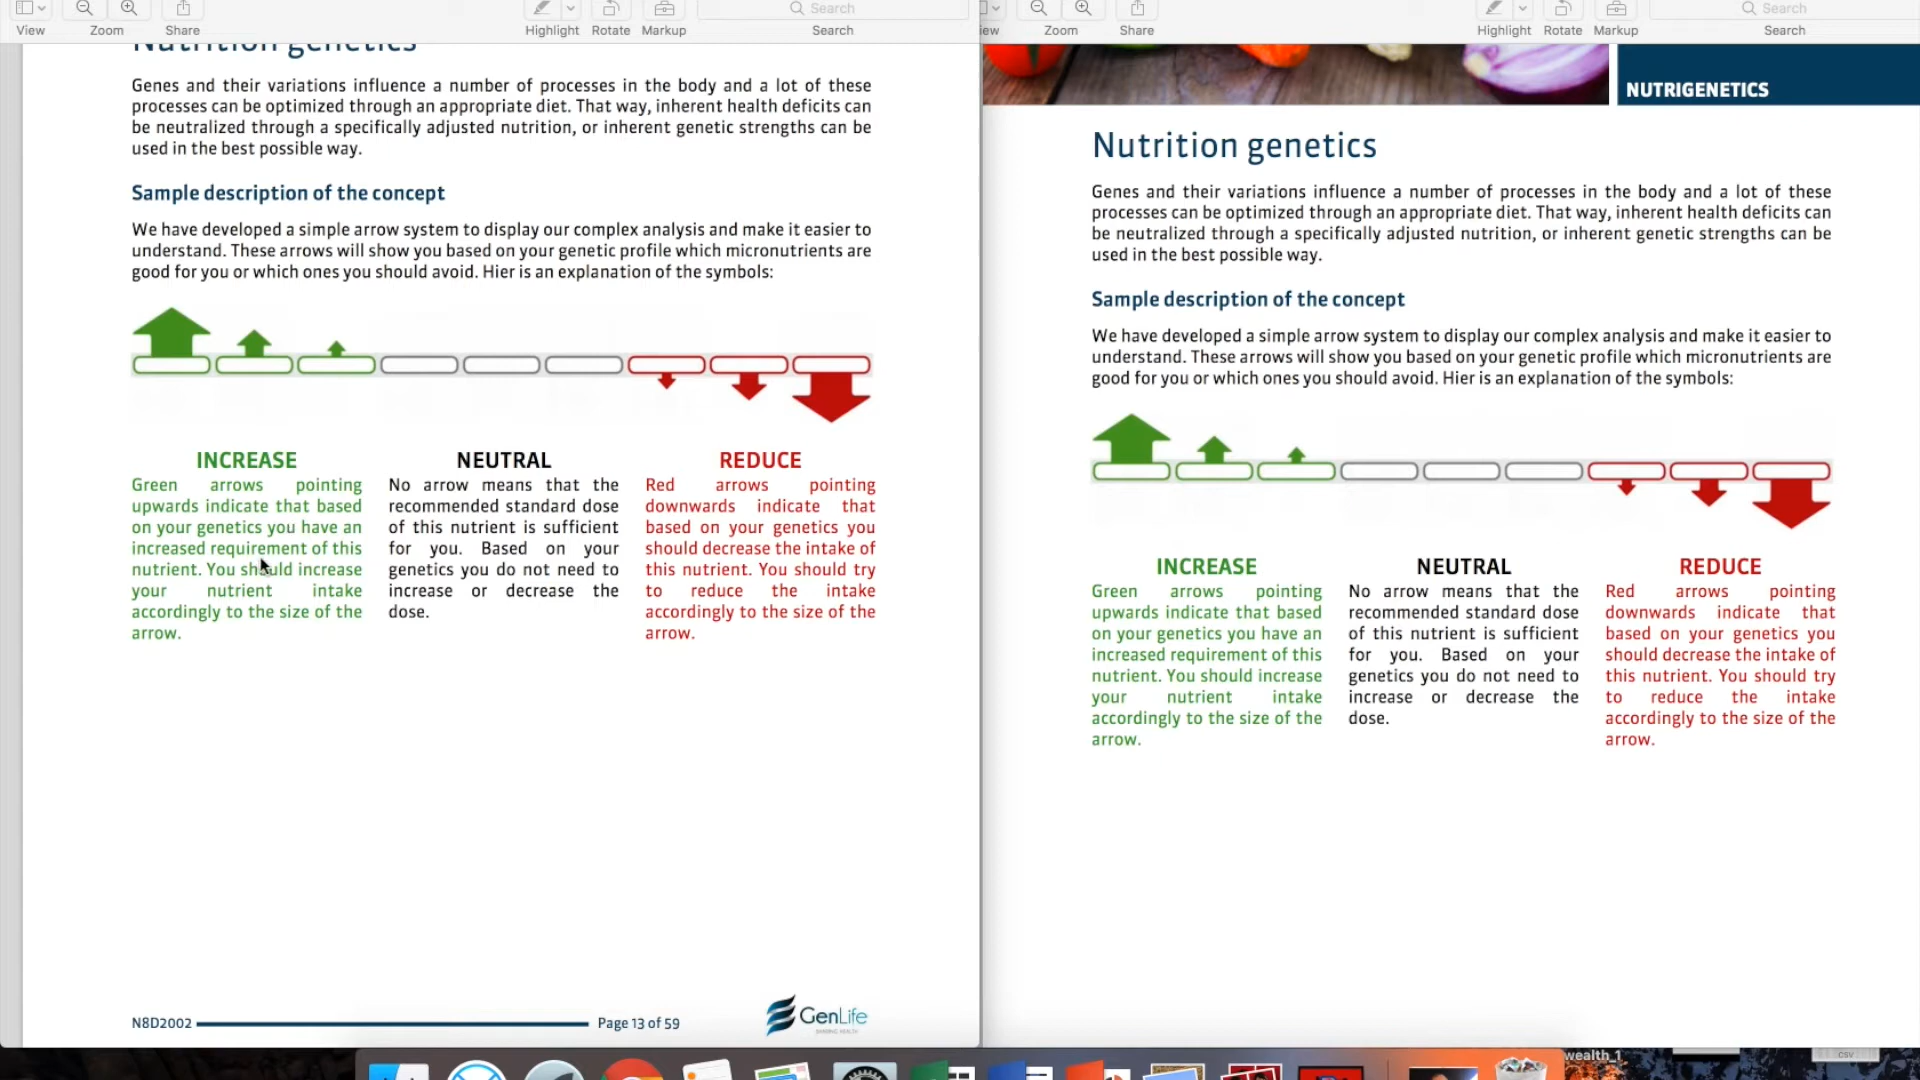 View
Zoom
Share
Highlight
Rotate
Markup
Search
Search
Nutrition genetics
Genes and their variations influence a number of processes in the body and a lot of these
processes can be optimized through an appropriate diet. That way, inherent health deficits can
be neutralized through a specifically adjusted nutrition, or inherent genetic strengths can be
used in the best possible way.
Sample description of the concept
We have developed a simple arrow system to display our complex analysis and make it easier to
understand. These arrows will show you based on your genetic profile which micronutrients are
good for you or which ones you should avoid. Hier is an explanation of the symbols:
INCREASE
Green arrows pointing
upwards indicate that based
on your genetics you have an
increased requirement of this
nutrient. You should increase
your nutrient intake
accordingly to the size of the
arrow.
NEUTRAL
No arrow means that the
recommended standard dose
of this nutrient is sufficient
for you. Based on your
genetics you do not need to
increase or decrease the
dose.
REDUCE
Red arrows pointing
downwards indicate that
based on your genetics you
should decrease the intake of
this nutrient. You should try
to reduce the intake
accordingly to the size of the
arrow.
N8D2002
Page 13 of 59
GenLife
iew
Zoom
Share
Highlight
Rotate
Markup
Search
Search
NUTRIGENETICS
Nutrition genetics
Genes and their variations influence a number of processes in the body and a lot of these
processes can be optimized through an appropriate diet. That way, inherent health deficits can
be neutralized through a specifically adjusted nutrition, or inherent genetic strengths can be
used in the best possible way.
Sample description of the concept
We have developed a simple arrow system to display our complex analysis and make it easier to
understand. These arrows will show you based on your genetic profile which micronutrients are
good for you or which ones you should avoid. Hier is an explanation of the symbols:
INCREASE
Green arrows pointing
upwards indicate that based
on your genetics you have an
increased requirement of this
nutrient. You should increase
your nutrient intake
accordingly to the size of the
arrow.
NEUTRAL
No arrow means that the
recommended standard dose
of this nutrient is sufficient
for you. Based on your
genetics you do not need to
increase or decrease the
dose.
REDUCE
Red arrows pointing
downwards indicate that
based on your genetics you
should decrease the intake of
this nutrient. You should try
to reduce the intake
accordingly to the size of the
arrow.
wealth_1
csv